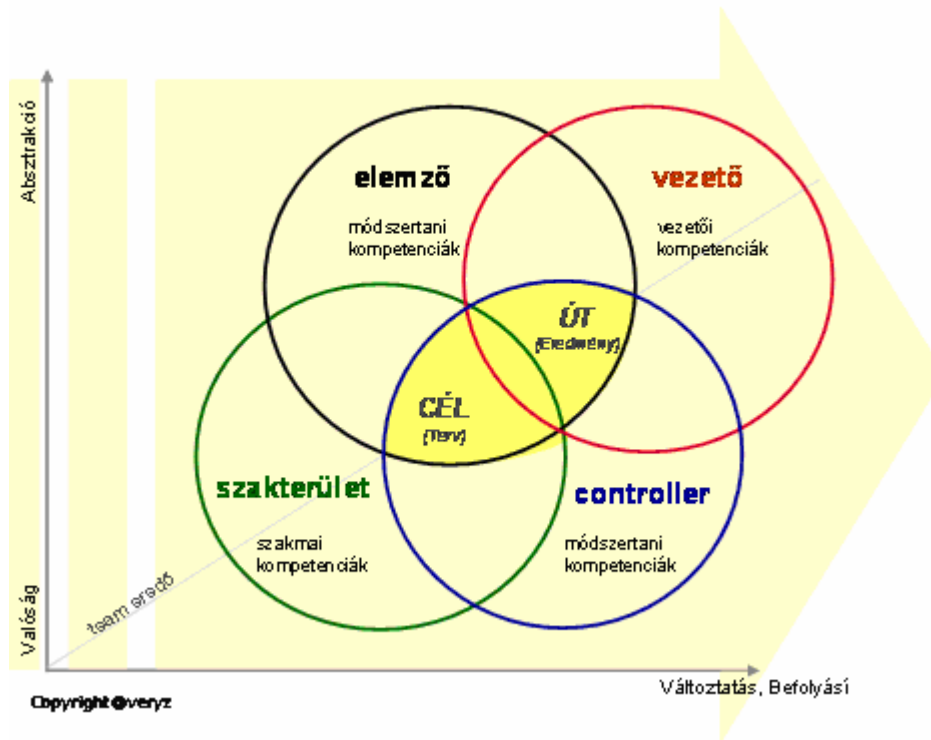 Absztrakció
elemző
vezető
módszertani
kompetenciák
vezetői
kompetenciák
ÚT
(Eredmény)
CÉL
(Terv)
szakterület
controller
szakmai
kompetenciák
módszertani
kompetenciák
Valóság
team eredő
Változtatás, Befolyási
Copyright@veryz